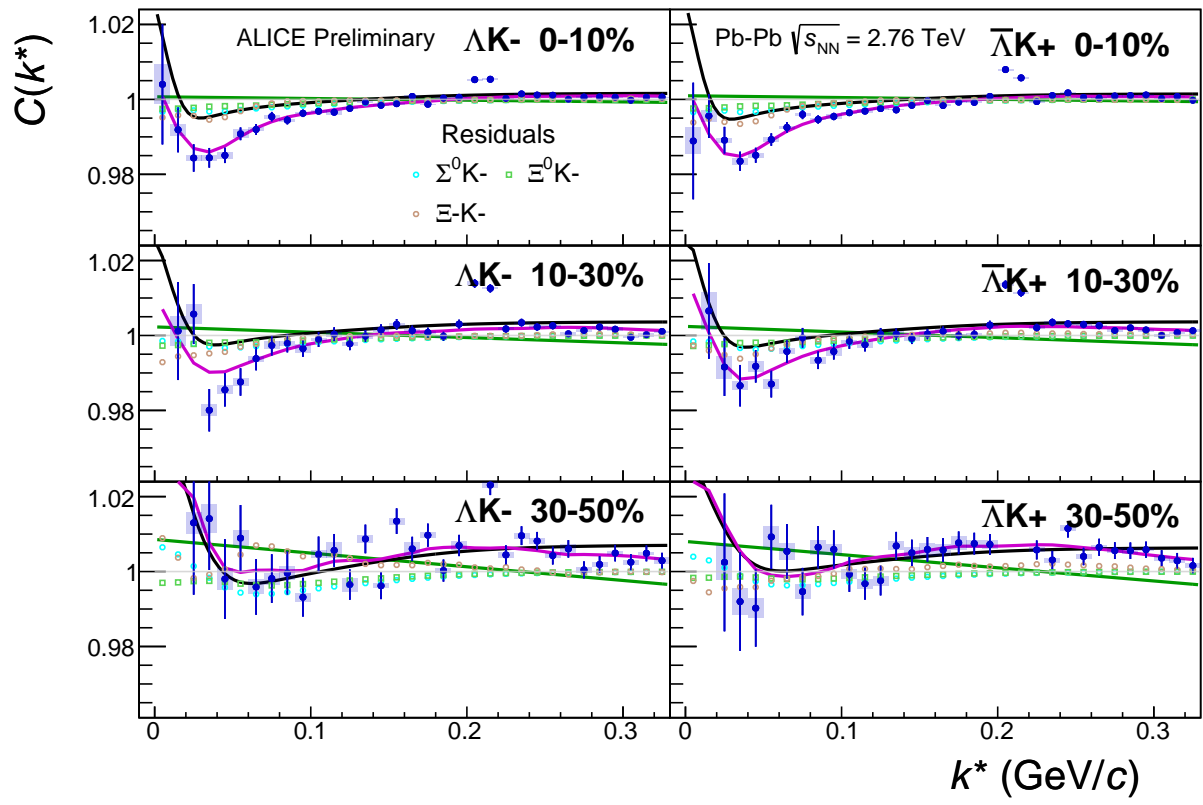 C(k*)
ALICE Preliminary ΛK- 0-10%
Pb-Pb √sNN = 2.76 TeV Λ̅K+ 0-10%
1.02
1
0.98
Residuals
Σ⁰K- Ξ⁰K-
Ξ-K-
ΛK- 10-30%
Λ̅K+ 10-30%
1.02
1
0.98
ΛK- 30-50%
Λ̅K+ 30-50%
1.02
1
0.98
0 0.1 0.2 0.3
0 0.1 0.2 0.3
k* (GeV/c)